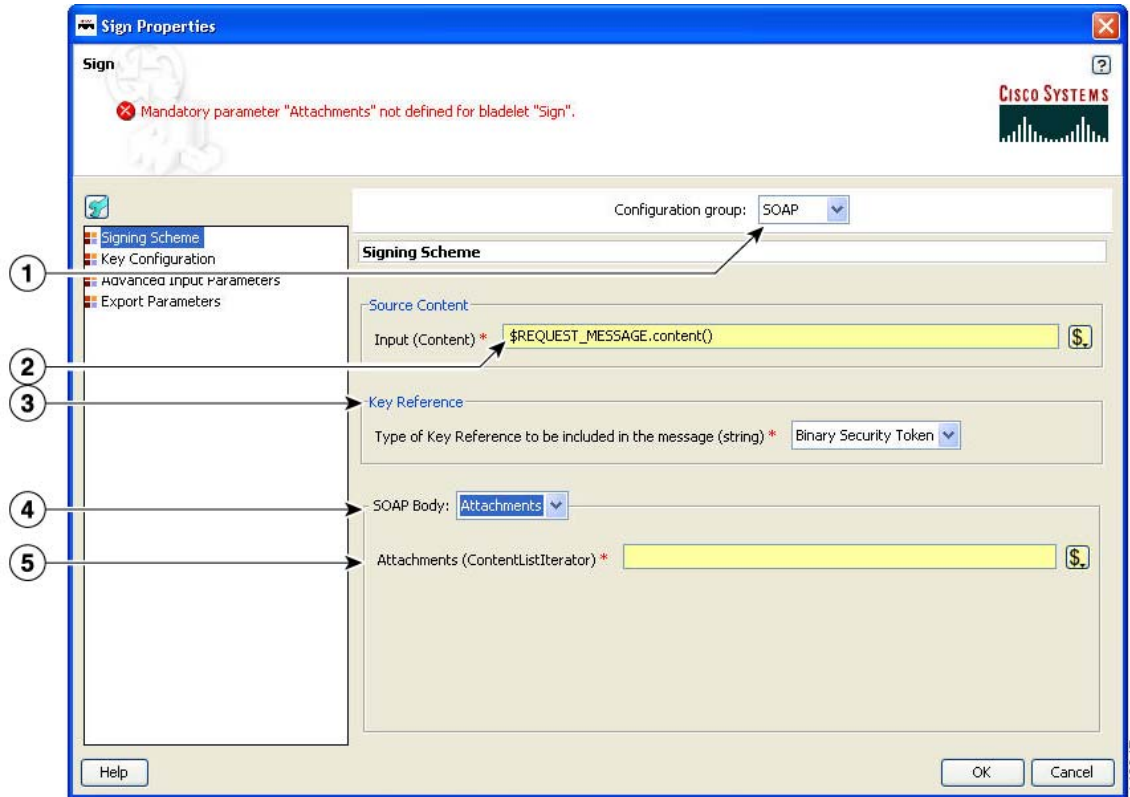 Sign Properties
Sign
Mandatory parameter "Attachments" not defined for bladelet "Sign".
CISCO SYSTEMS
Configuration group: SOAP
Signing Scheme
Key Configuration
Advanced Input Parameters
Export Parameters
Signing Scheme
Source Content
Input (Content) * $REQUEST_MESSAGE.content()
$
Key Reference
Type of Key Reference to be included in the message (string) * Binary Security Token
SOAP Body: Attachments
Attachments (ContentListIterator) *
$
1
2
3
4
5
Help
OK
Cancel